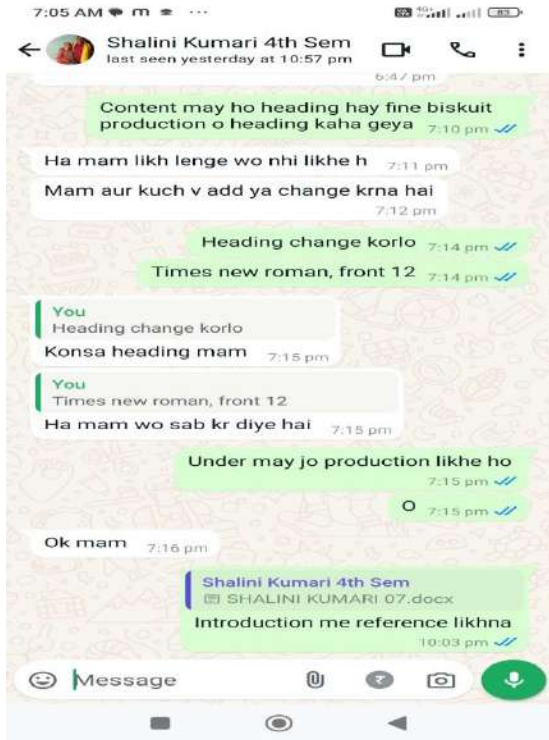 7:05 AM
83
Shalini Kumari 4th Sem
last seen yesterday at 10:57 pm
6:47 pm
Content may ho heading hay fine biskuit
production o heading kaha geya 7:10 pm
Ha mam likh lenge wo nhi likhe h 7:11 pm
Mam aur kuch v add ya change krna hai
7:12 pm
Heading change korlo 7:14 pm
Times new roman, front 12 7:14 pm
You
Heading change korlo
Konsa heading mam 7:15 pm
You
Times new roman, front 12
Ha mam wo sab kr diye hai 7:15 pm
Under may jo production likhe ho
7:15 pm
O 7:15 pm
Ok mam 7:16 pm
Shalini Kumari 4th Sem
SHALINI KUMARI 07.docx
Introduction me reference likhna
10:03 pm
Message